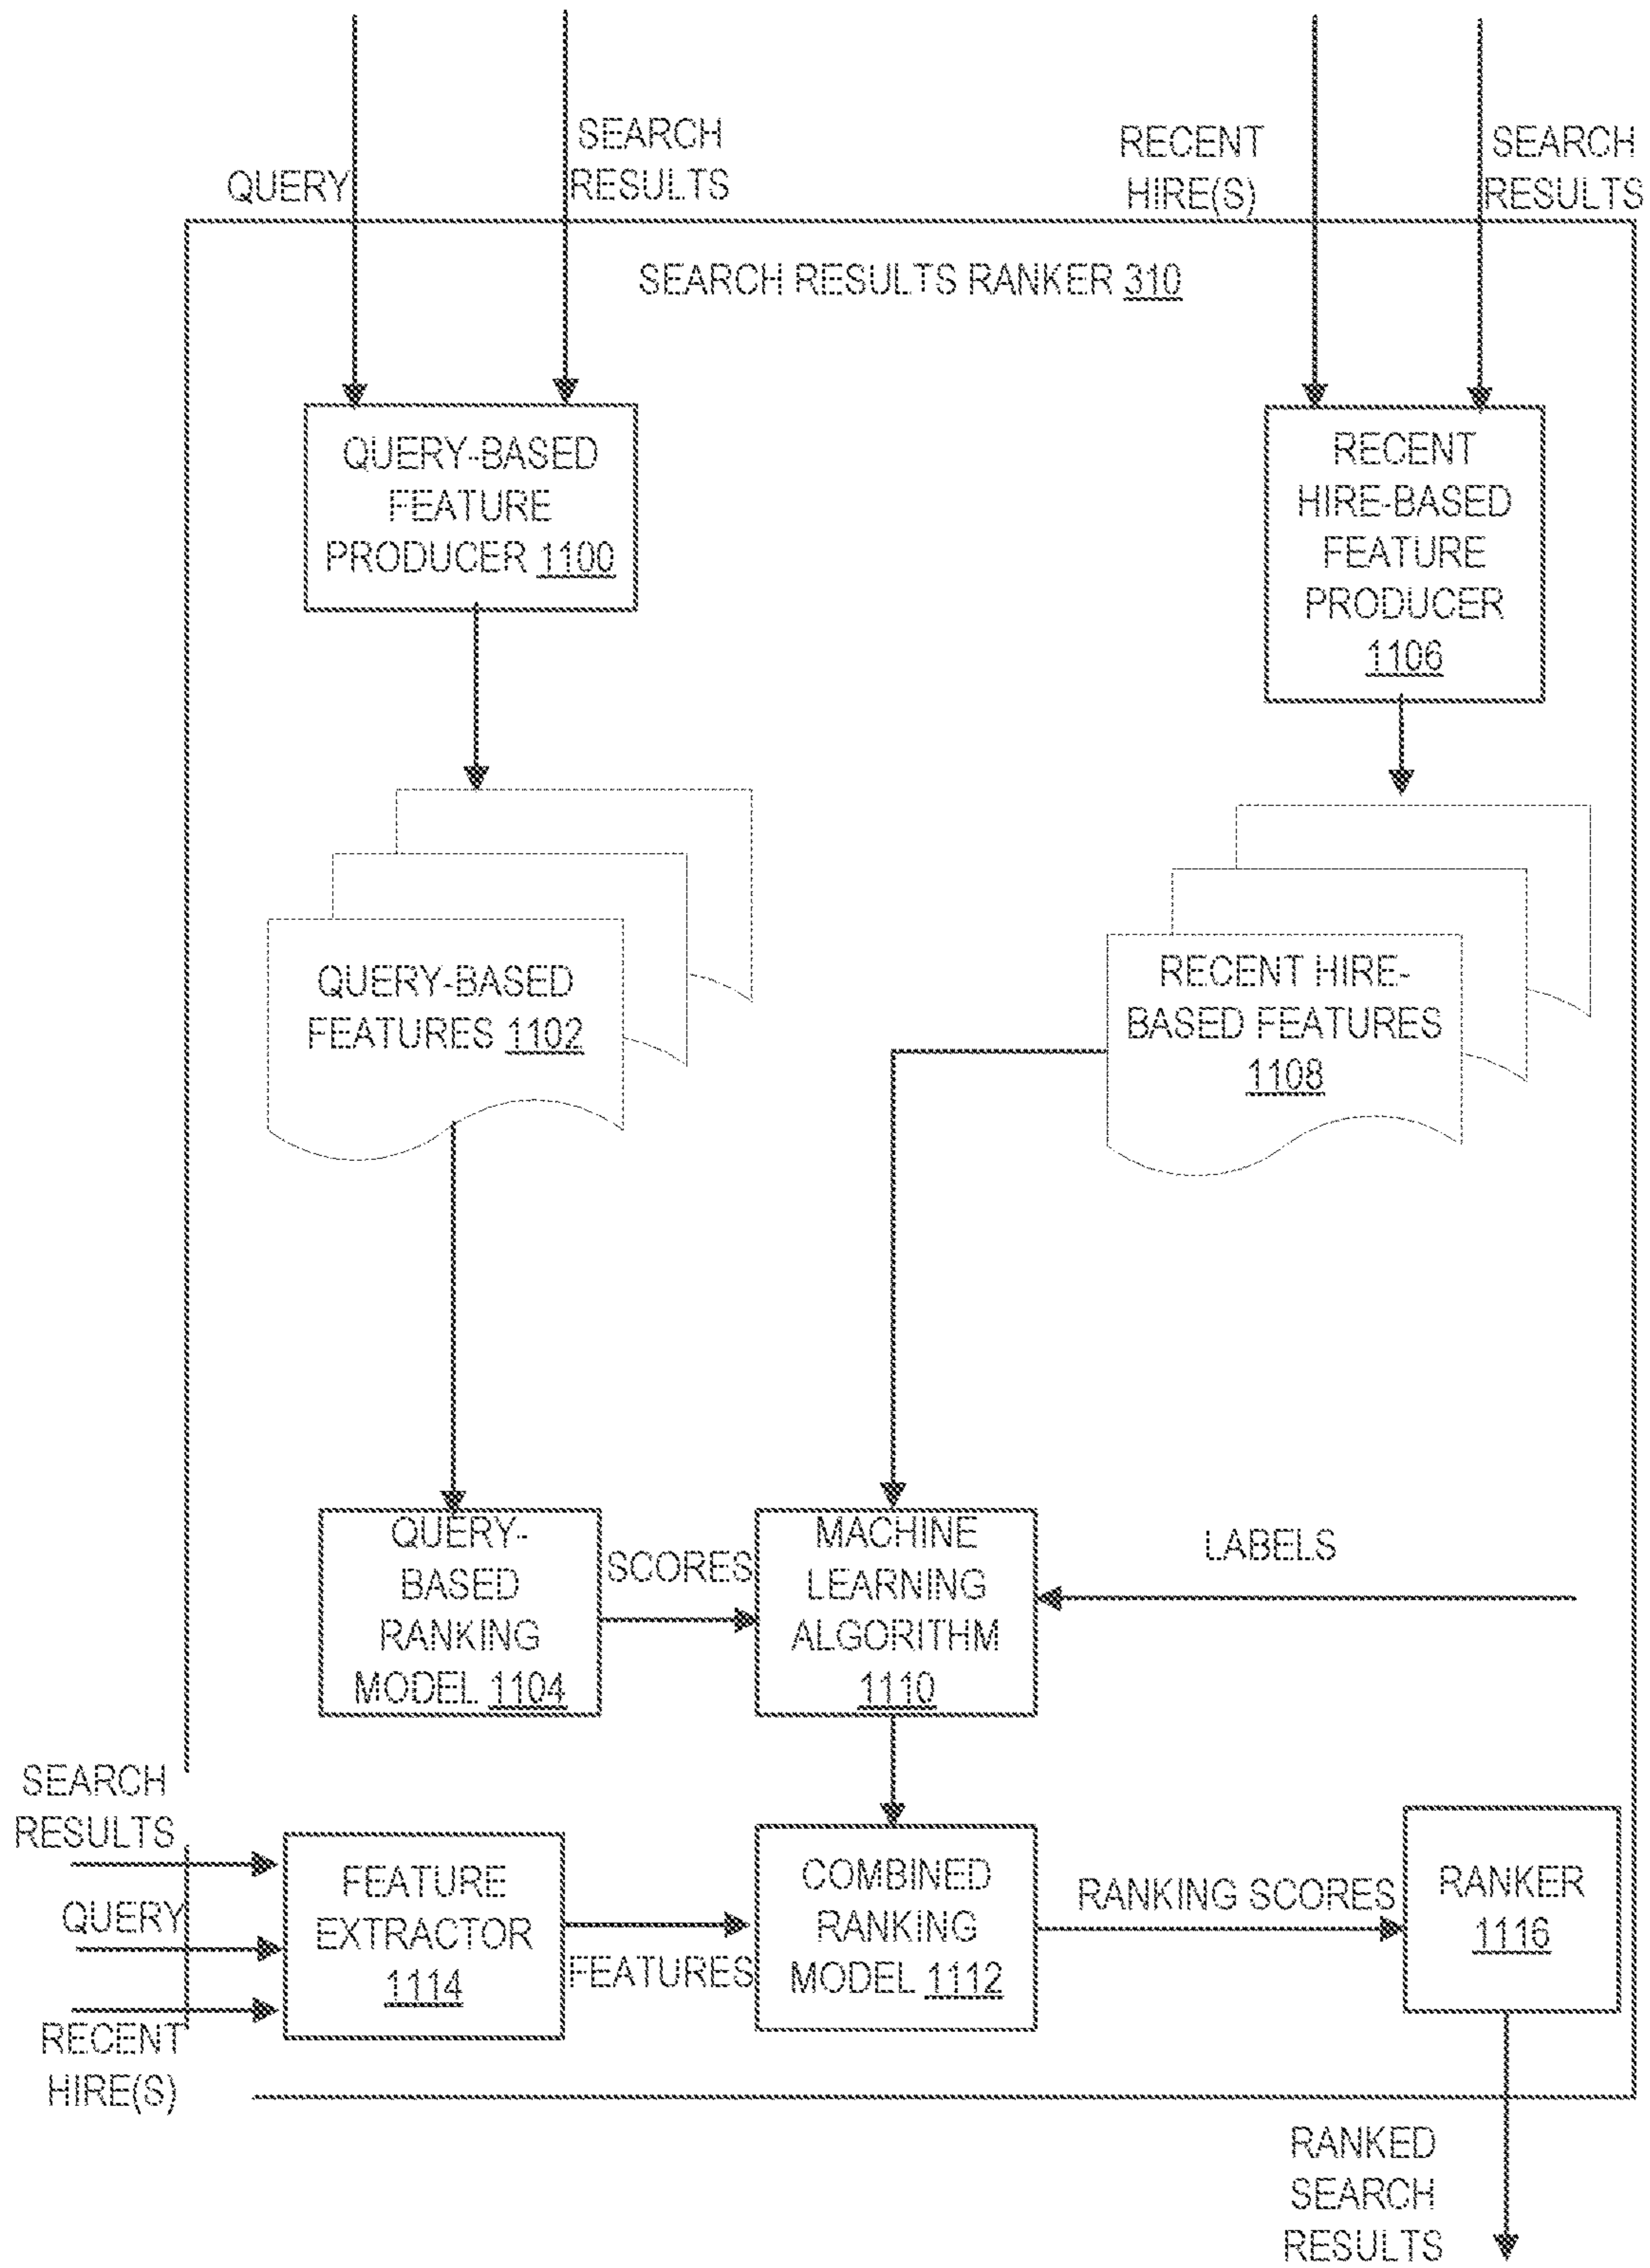 QUERY
SEARCH
RESULTS
RECENT
HIRE(S)
SEARCH
RESULTS
SEARCH RESULTS RANKER 310
QUERY-BASED
FEATURE
PRODUCER 1100
RECENT
HIRE-BASED
FEATURE
PRODUCER
1106
QUERY-BASED
FEATURES 1102
RECENT HIRE-
BASED FEATURES
1108
QUERY-
BASED
RANKING
MODEL 1104
SCORES
MACHINE
LEARNING
ALGORITHM
1110
LABELS
SEARCH
RESULTS
QUERY
RECENT
HIRE(S)
FEATURE
EXTRACTOR
1114
FEATURES
COMBINED
RANKING
MODEL 1112
RANKING SCORES
RANKER
1116
RANKED
SEARCH
RESULTS